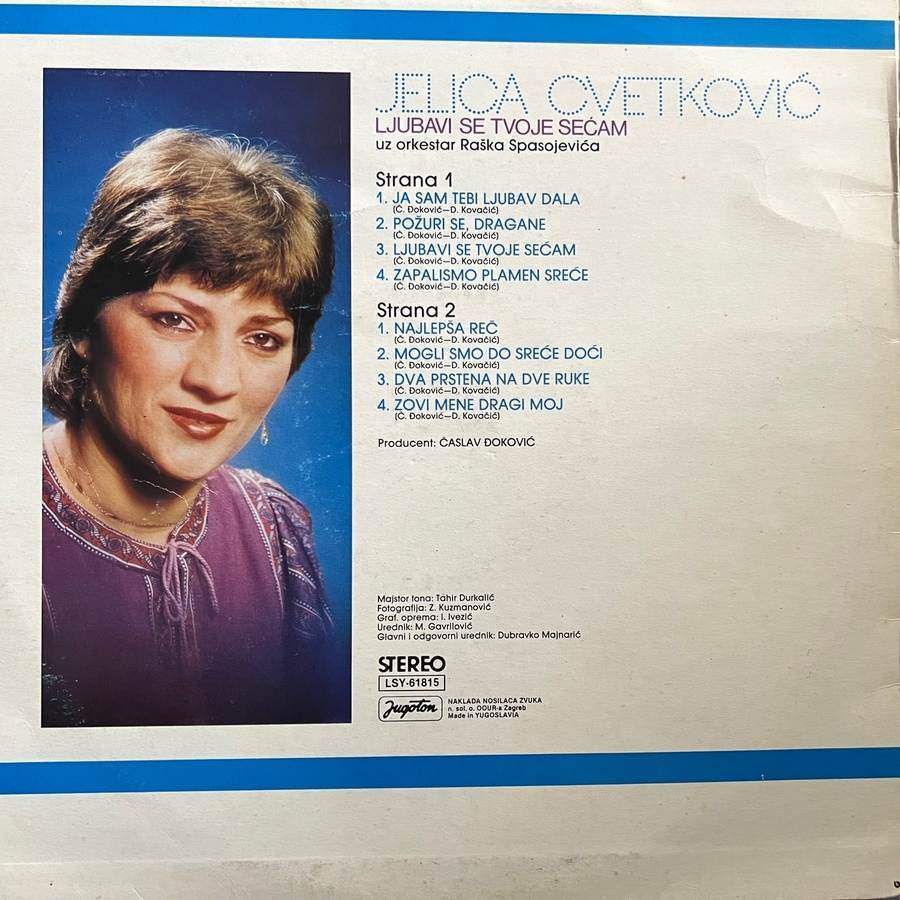 JELICA CVETKOVIĆ
LJUBAVI SE TVOJE SEĆAM
uz orkestar Raška Spasojevića
Strana 1
1. JA SAM TEBI LJUBAV DALA
(Č. Đoković—D. Kovačić)
2. POŽURI SE, DRAGANE
(Č. Đoković—D. Kovačić)
3. LJUBAVI SE TVOJE SEĆAM
(Č. Đoković—D. Kovačić)
4. ZAPALISMO PLAMEN SREĆE
(Č. Đoković—D. Kovačić)
Strana 2
1. NAJLEPŠA REČ
(Č. Đoković—D. Kovačić)
2. MOGLI SMO DO SREĆE DOĆI
(Č. Đoković—D. Kovačić)
3. DVA PRSTENA NA DVE RUKE
(Č. Đoković—D. Kovačić)
4. ZOVI MENE DRAGI MOJ
(Č. Đoković—D. Kovačić)
Producent: ČASLAV ĐOKOVIĆ
Majstor tona: Tahir Durkalić
Fotografija: Z. Kuzmanović
Graf. oprema: I. Ivezić
Urednik: M. Gavrilović
Glavni i odgovorni urednik: Dubravko Majnarić
STEREO
LSY-61815
Jugoton
NAKLADA NOSILACA ZVUKA
n. sol. o. OOUR-a Zagreb
Made in YUGOSLAVIA